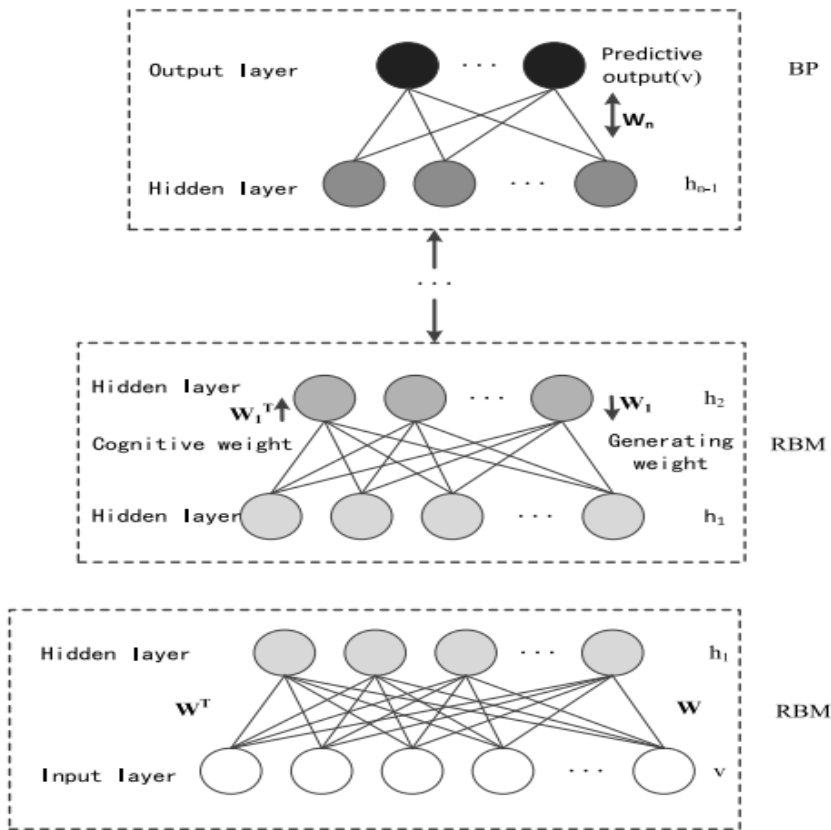 Output layer
· · ·
Predictive
output(v)
BP
Wₙ
Hidden layer
· · ·
hₙ₋₁
· · ·
Hidden layer
· · ·
h₂
W₁ᵀ
W₁
Cognitive weight
Generating
weight
RBM
Hidden layer
· · ·
h₁
Hidden layer
· · ·
h₁
Wᵀ
W
RBM
Input layer
· · ·
v